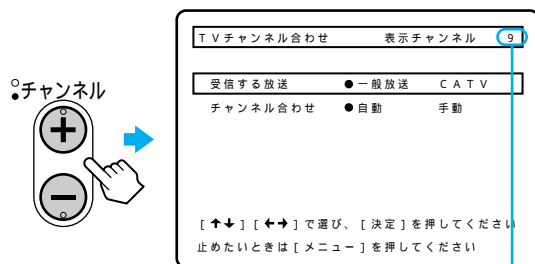 チャンネル
+
−
TVチャンネル合わせ 表示チャンネル 9
受信する放送 ●一般放送 CATV
チャンネル合わせ ●自動 手動
[↑↓][←→]で選び、[決定]を押してください
止めたいときは[メニュー]を押してください